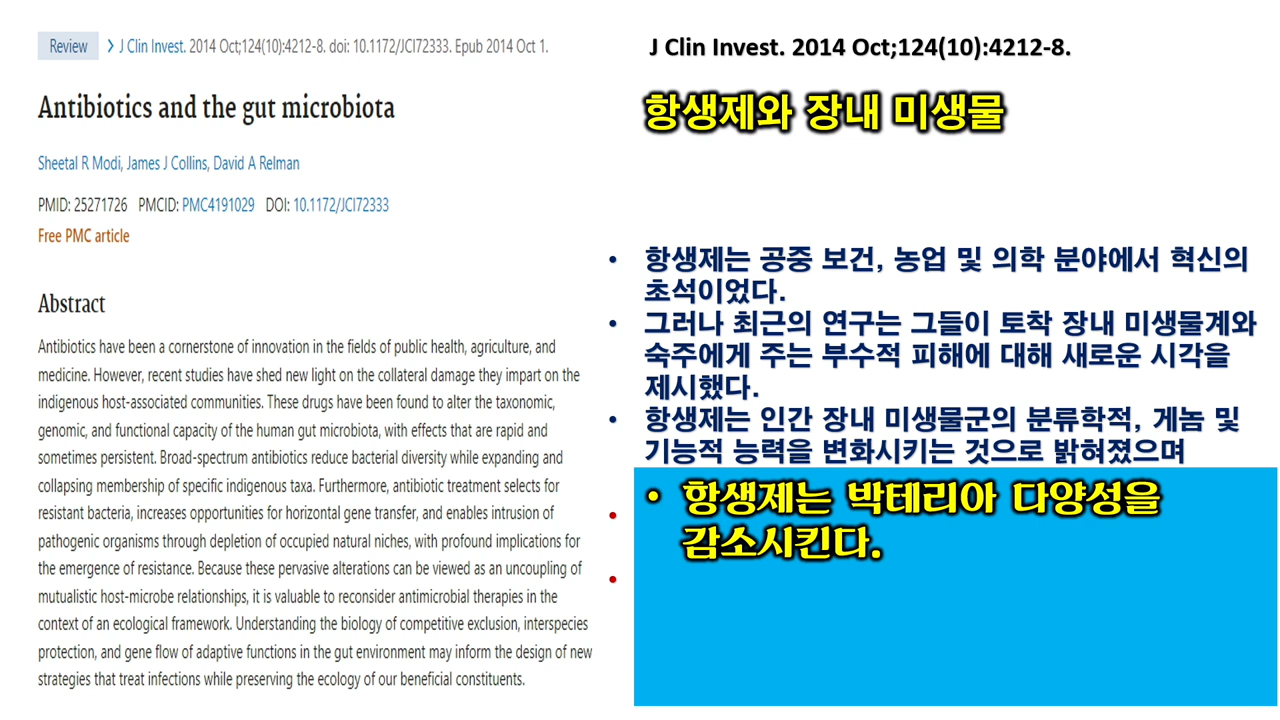 Review > J Clin Invest. 2014 Oct;124(10):4212-8. doi: 10.1172/JCI72333. Epub 2014 Oct 1.
Antibiotics and the gut microbiota
Sheetal R Modi, James J Collins, David A Relman
PMID: 25271726 PMCID: PMC4191029 DOI: 10.1172/JCI72333
Free PMC article
Abstract
Antibiotics have been a cornerstone of innovation in the fields of public health, agriculture, and
medicine. However, recent studies have shed new light on the collateral damage they impart on the
indigenous host-associated communities. These drugs have been found to alter the taxonomic,
genomic, and functional capacity of the human gut microbiota, with effects that are rapid and
sometimes persistent. Broad-spectrum antibiotics reduce bacterial diversity while expanding and
collapsing membership of specific indigenous taxa. Furthermore, antibiotic treatment selects for
resistant bacteria, increases opportunities for horizontal gene transfer, and enables intrusion of
pathogenic organisms through depletion of occupied natural niches, with profound implications for
the emergence of resistance. Because these pervasive alterations can be viewed as an uncoupling of
mutualistic host-microbe relationships, it is valuable to reconsider antimicrobial therapies in the
context of an ecological framework. Understanding the biology of competitive exclusion, interspecies
protection, and gene flow of adaptive functions in the gut environment may inform the design of new
strategies that treat infections while preserving the ecology of our beneficial constituents.
J Clin Invest. 2014 Oct;124(10):4212-8.
항생제와 장내 미생물
• 항생제는 공중 보건, 농업 및 의학 분야에서 혁신의
초석이었다.
• 그러나 최근의 연구는 그들이 토착 장내 미생물계와
숙주에게 주는 부수적 피해에 대해 새로운 시각을
제시했다.
• 항생제는 인간 장내 미생물군의 분류학적, 게놈 및
기능적 능력을 변화시키는 것으로 밝혀졌으며
• 항생제는 박테리아 다양성을
감소시킨다.